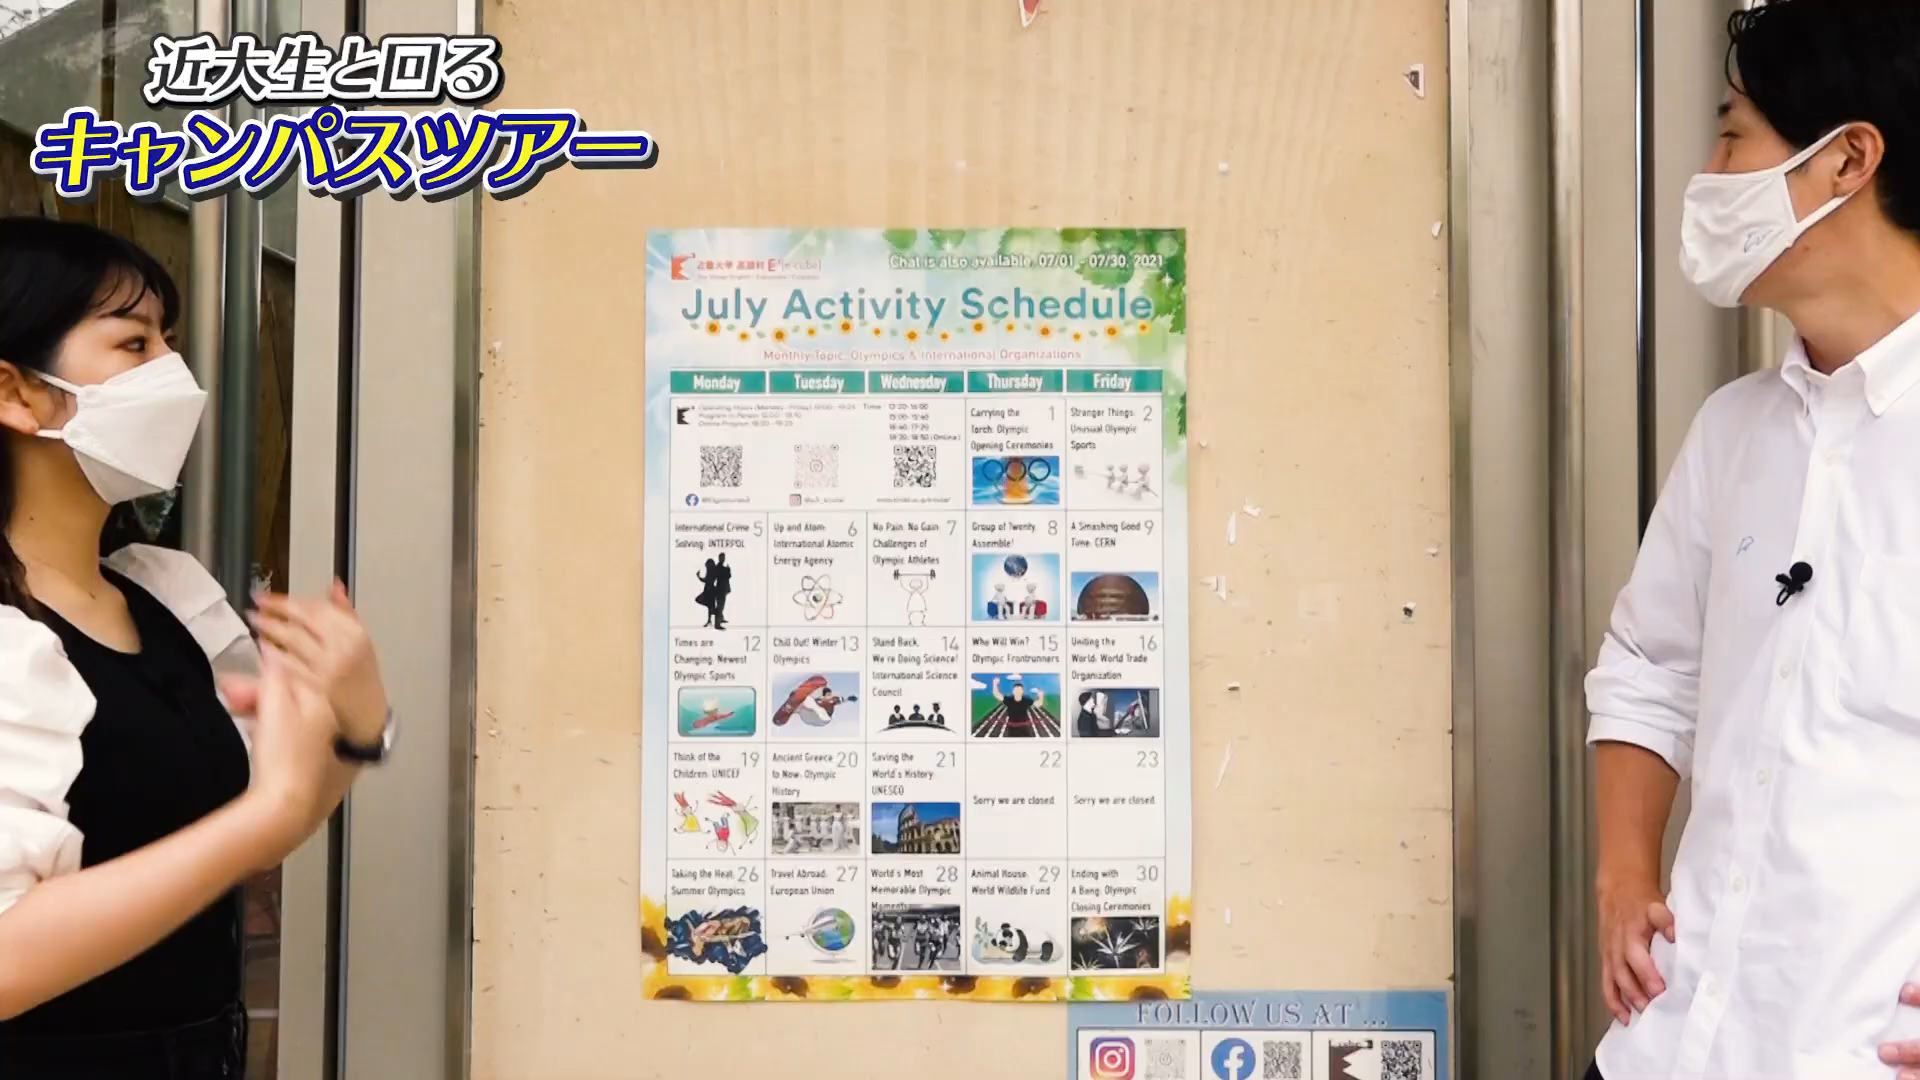 近大生と回る
キャンパスツアー
近畿大学 英語村 E³[e-cube]
Chat is also available, 07/01 - 07/30, 2021
July Activity Schedule
Monthly Topic: Olympics & International Organizations
Monday Tuesday Wednesday Thursday Friday
Carrying the 1
Torch: Olympic
Opening Ceremonies
Stranger Things: 2
Unusual Olympic
Sports
International Crime 5
Solving: INTERPOL
Up and Atom: 6
International Atomic
Energy Agency
No Pain, No Gain: 7
Challenges of
Olympic Athletes
Group of Twenty, 8
Assemble!
A Smashing Good 9
Time: CERN
Times are 12
Changing: Newest
Olympic Sports
Chill Out! Winter 13
Olympics
Stand Back, 14
We're Doing Science!
International Science
Council
Who Will Win? 15
Olympic Frontrunners
Uniting the 16
World: World Trade
Organization
Think of the 19
Children: UNICEF
Ancient Greece 20
to Now: Olympic
History
Saving the 21
World's History:
UNESCO
22
Sorry we are closed
23
Sorry we are closed
Taking the Heat: 26
Summer Olympics
Travel Abroad: 27
European Union
World's Most 28
Memorable Olympic
Moments
Animal House: 29
World Wildlife Fund
Ending with 30
A Bang: Olympic
Closing Ceremonies
FOLLOW US AT ...